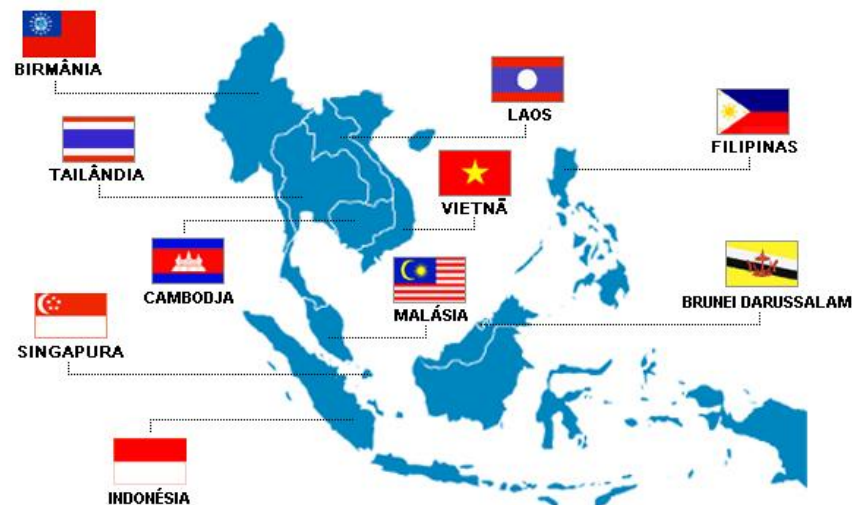 BIRMÂNIA
LAOS
FILIPINAS
TAILÂNDIA
VIETNÃ
CAMBODJA
MALÁSIA
BRUNEI DARUSSALAM
SINGAPURA
INDONÉSIA